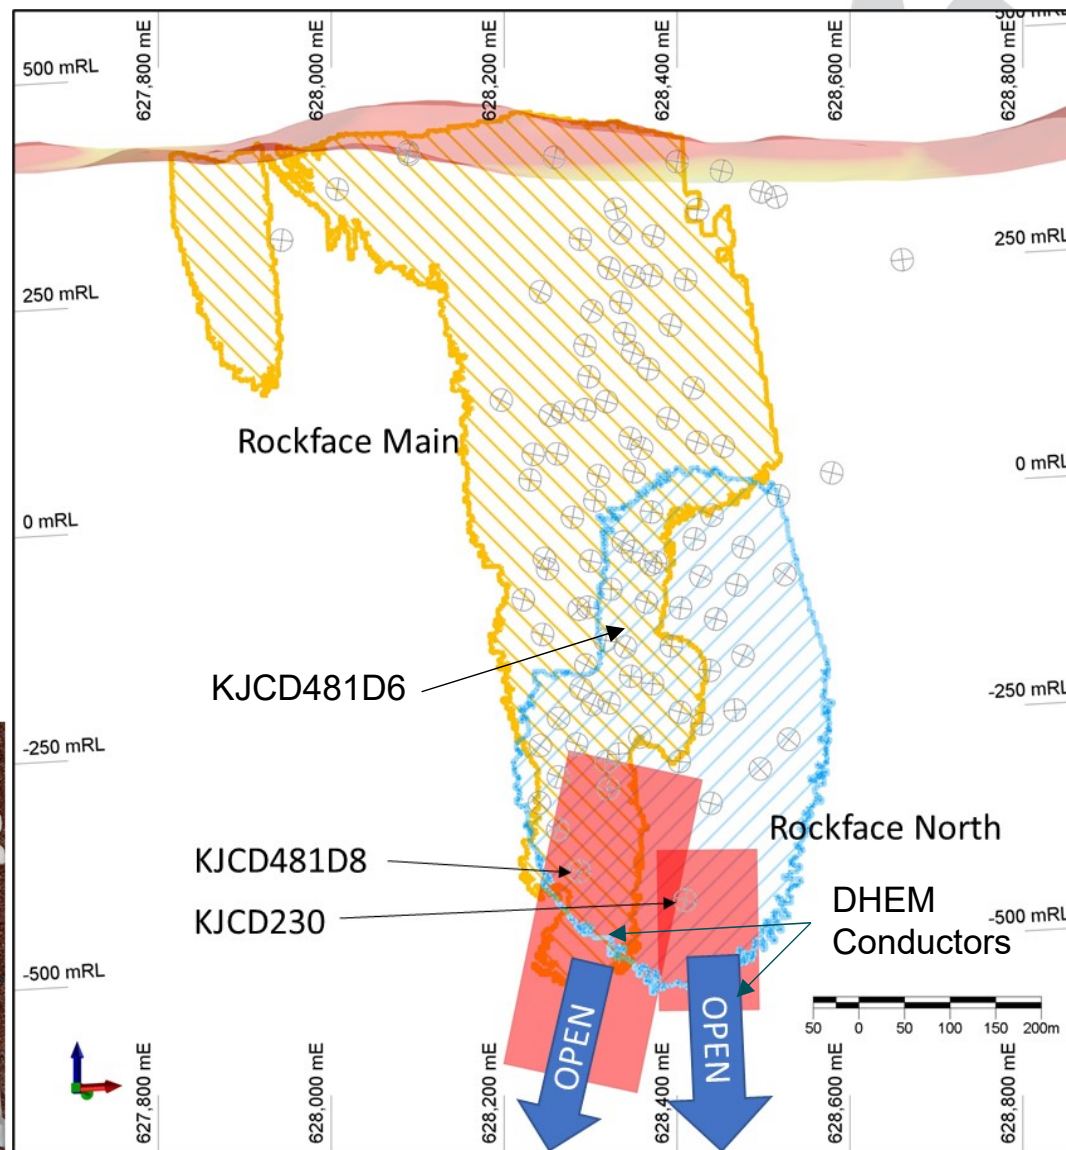 627,800 mE
628,000 mE
628,200 mE
628,400 mE
628,600 mE
628,800 mE
500 mRL
500 mRL
250 mRL
250 mRL
Rockface Main
0 mRL
0 mRL
KJCD481D6
-250 mRL
-250 mRL
Rockface North
KJCD481D8
KJCD230
DHEM
Conductors
-500 mRL
-500 mRL
OPEN
OPEN
50 0 50 100 150 200m
627,800 mE
628,000 mE
628,200 mE
628,400 mE
628,600 mE
628,800 mE